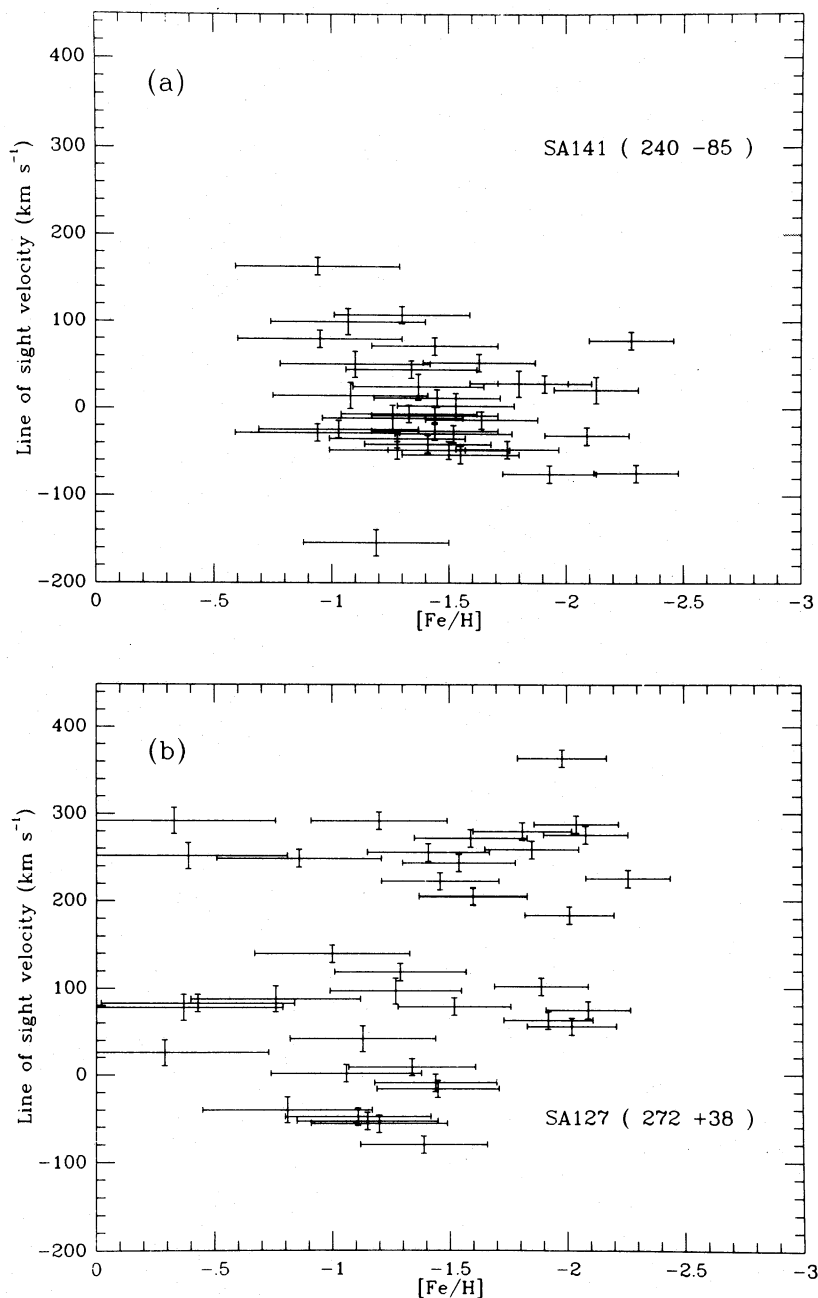 400
(a)
SA141 ( 240 −85 )
300
200
100
0
−100
−200
Line of sight velocity (km s⁻¹)
0 −.5 −1 −1.5 −2 −2.5 −3
[Fe/H]
400
(b)
300
200
100
0
SA127 ( 272 +38 )
−100
−200
Line of sight velocity (km s⁻¹)
0 −.5 −1 −1.5 −2 −2.5 −3
[Fe/H]